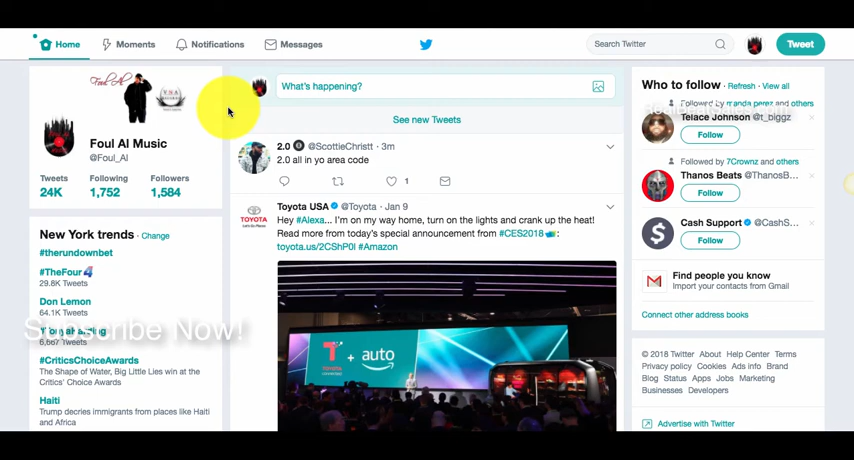 Home
Moments
Notifications
Messages
Search Twitter
Tweet
Foul Al
Foul Al Music
@Foul_Al
Tweets Following Followers
24K 1,752 1,584
New York trends · Change
#therundownbet
#TheFour
29.8K Tweets
Don Lemon
64.1K Tweets
6,667 Tweets
Subscribe Now!
#CriticsChoiceAwards
The Shape of Water, Big Little Lies win at the
Critics' Choice Awards
Haiti
Trump decries immigrants from places like Haiti
and Africa
What's happening?
See new Tweets
2.0 @ScottieChristt · 3m
2.0 all in yo area code
1
TOYOTA
Let's Go Places
Toyota USA @Toyota · Jan 9
Hey #Alexa... I'm on my way home, turn on the lights and crank up the heat!
Read more from today's special announcement from #CES2018:
toyota.us/2CShP0l #Amazon
T + auto
Who to follow · Refresh · View all
Followed by manda perez and others
Telace Johnson @t_biggz
Follow
Followed by 7Crownz and others
Thanos Beats @ThanosB...
Follow
Cash Support @CashS...
Follow
Find people you know
Import your contacts from Gmail
Connect other address books
© 2018 Twitter About Help Center Terms
Privacy policy Cookies Ads info Brand
Blog Status Apps Jobs Marketing
Businesses Developers
Advertise with Twitter